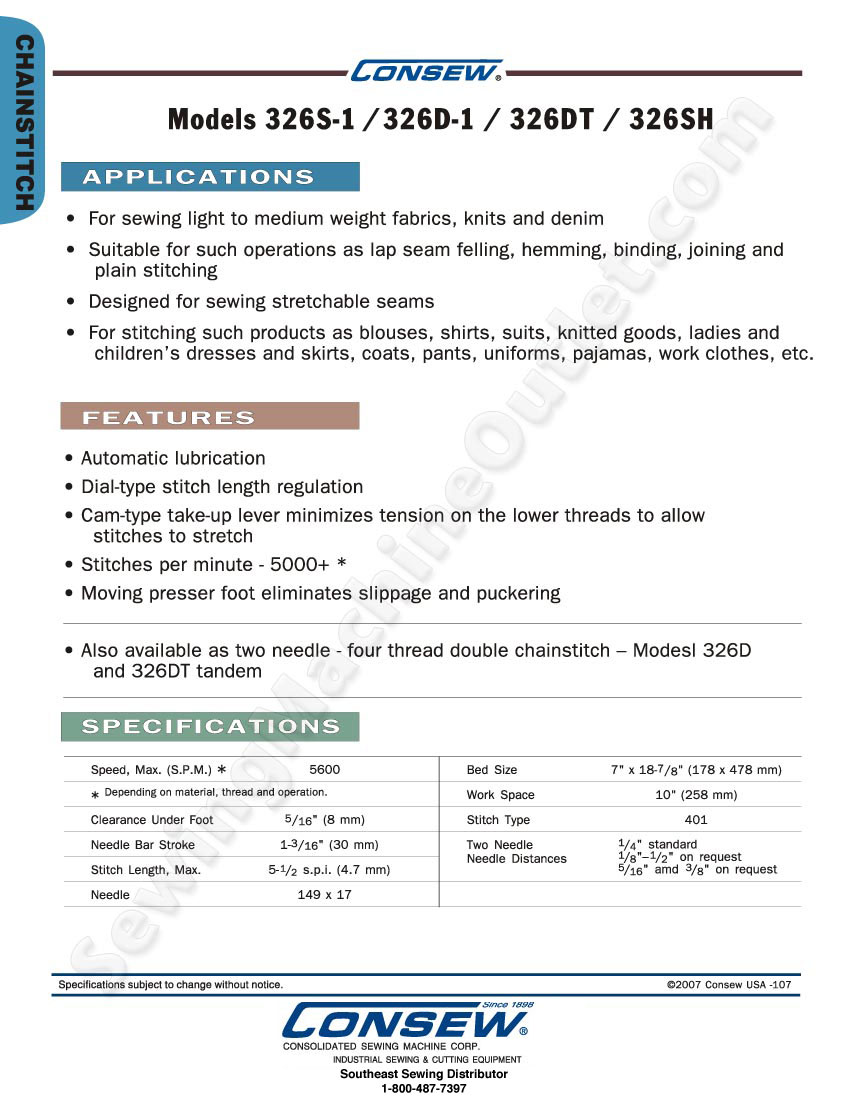 CHAINSTITCH
CONSEW®
Models 326S-1 / 326D-1 / 326DT / 326SH
APPLICATIONS
• For sewing light to medium weight fabrics, knits and denim
• Suitable for such operations as lap seam felling, hemming, binding, joining and
plain stitching
• Designed for sewing stretchable seams
• For stitching such products as blouses, shirts, suits, knitted goods, ladies and
children's dresses and skirts, coats, pants, uniforms, pajamas, work clothes, etc.
FEATURES
• Automatic lubrication
• Dial-type stitch length regulation
• Cam-type take-up lever minimizes tension on the lower threads to allow
stitches to stretch
• Stitches per minute - 5000+ *
• Moving presser foot eliminates slippage and puckering
• Also available as two needle - four thread double chainstitch – Modesl 326D
and 326DT tandem
SPECIFICATIONS
Speed, Max. (S.P.M.) * 5600
* Depending on material, thread and operation.
Clearance Under Foot 5/16" (8 mm)
Needle Bar Stroke 1-3/16" (30 mm)
Stitch Length, Max. 5-1/2 s.p.i. (4.7 mm)
Needle 149 x 17
Bed Size 7" x 18-7/8" (178 x 478 mm)
Work Space 10" (258 mm)
Stitch Type 401
Two Needle 1/4" standard
Needle Distances 1/8"–1/2" on request
5/16" amd 3/8" on request
SewingMachineOutlet.com
Specifications subject to change without notice. ©2007 Consew USA -107
Since 1898
CONSEW®
CONSOLIDATED SEWING MACHINE CORP.
INDUSTRIAL SEWING & CUTTING EQUIPMENT
Southeast Sewing Distributor
1-800-487-7397